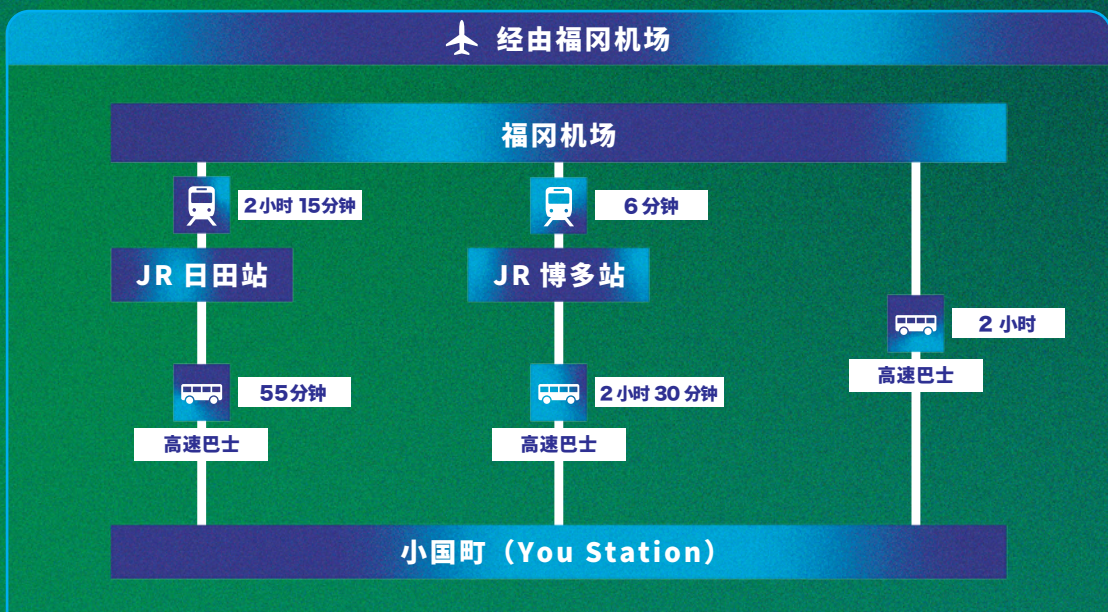 经由福冈机场
福冈机场
2小时 15分钟
6 分钟
JR 日田站
JR 博多站
2 小时
高速巴士
55分钟
2 小时 30 分钟
高速巴士
高速巴士
小国町（You Station）